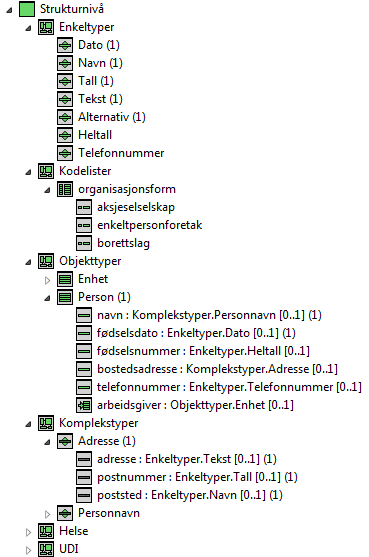 Strukturnivå
Enkeltyper
Dato (1)
Navn (1)
Tall (1)
Tekst (1)
Alternativ (1)
Heltall
Telefonnummer
Kodelister
organisasjonsform
aksjeselselskap
enkeltpersonforetak
borettslag
Objekttyper
Enhet
Person (1)
navn : Komplekstyper.Personnavn [0..1] (1)
fødselsdato : Enkeltyper.Dato [0..1] (1)
fødselsnummer : Enkeltyper.Heltall [0..1]
bostedsadresse : Komplekstyper.Adresse [0..1]
telefonnummer : Enkeltyper.Telefonnummer [0..1]
arbeidsgiver : Objekttyper.Enhet [0..1]
Komplekstyper
Adresse (1)
adresse : Enkeltyper.Tekst [0..1] (1)
postnummer : Enkeltyper.Tall [0..1] (1)
poststed : Enkeltyper.Navn [0..1] (1)
Personnavn
Helse
UDI